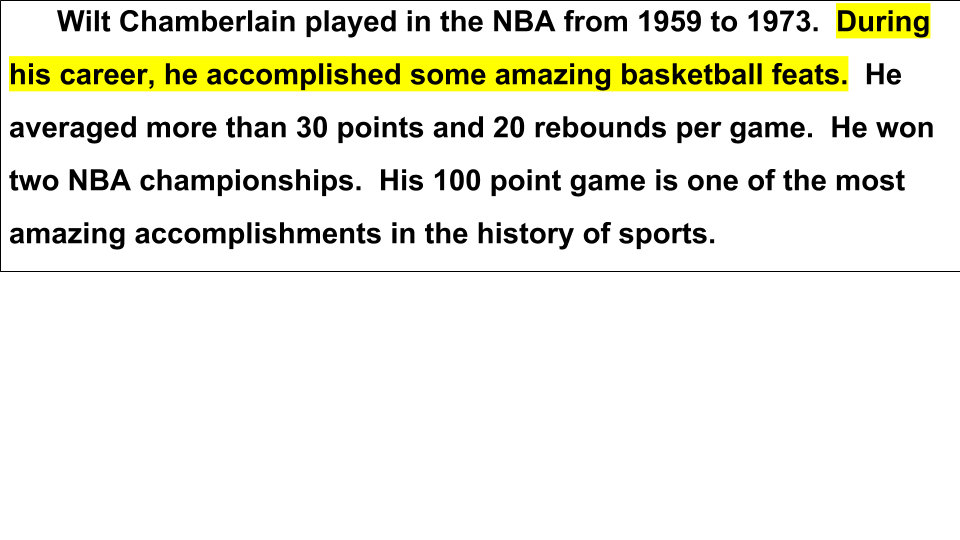 Wilt Chamberlain played in the NBA from 1959 to 1973.  During
his career, he accomplished some amazing basketball feats.  He
averaged more than 30 points and 20 rebounds per game.  He won
two NBA championships.  His 100 point game is one of the most
amazing accomplishments in the history of sports.